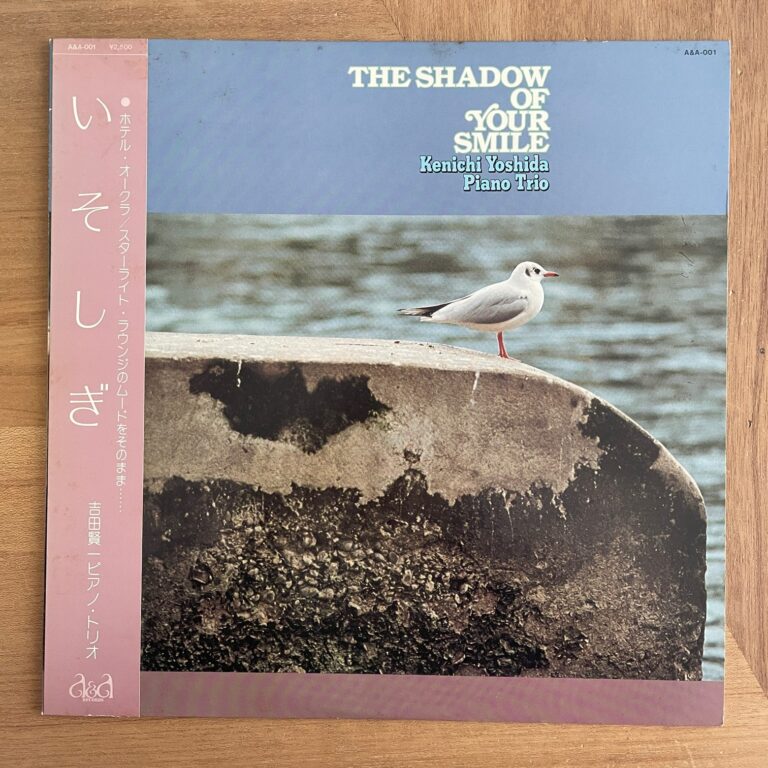 A&A-001 ¥2,500
いそしぎ
●ホテル・オークラ/スターライト・ラウンジのムードをそのまま……
吉田賢一ピアノ・トリオ
a&a
RECORDS
A&A-001
THE SHADOW
OF
YOUR
SMILE
Kenichi Yoshida
Piano Trio